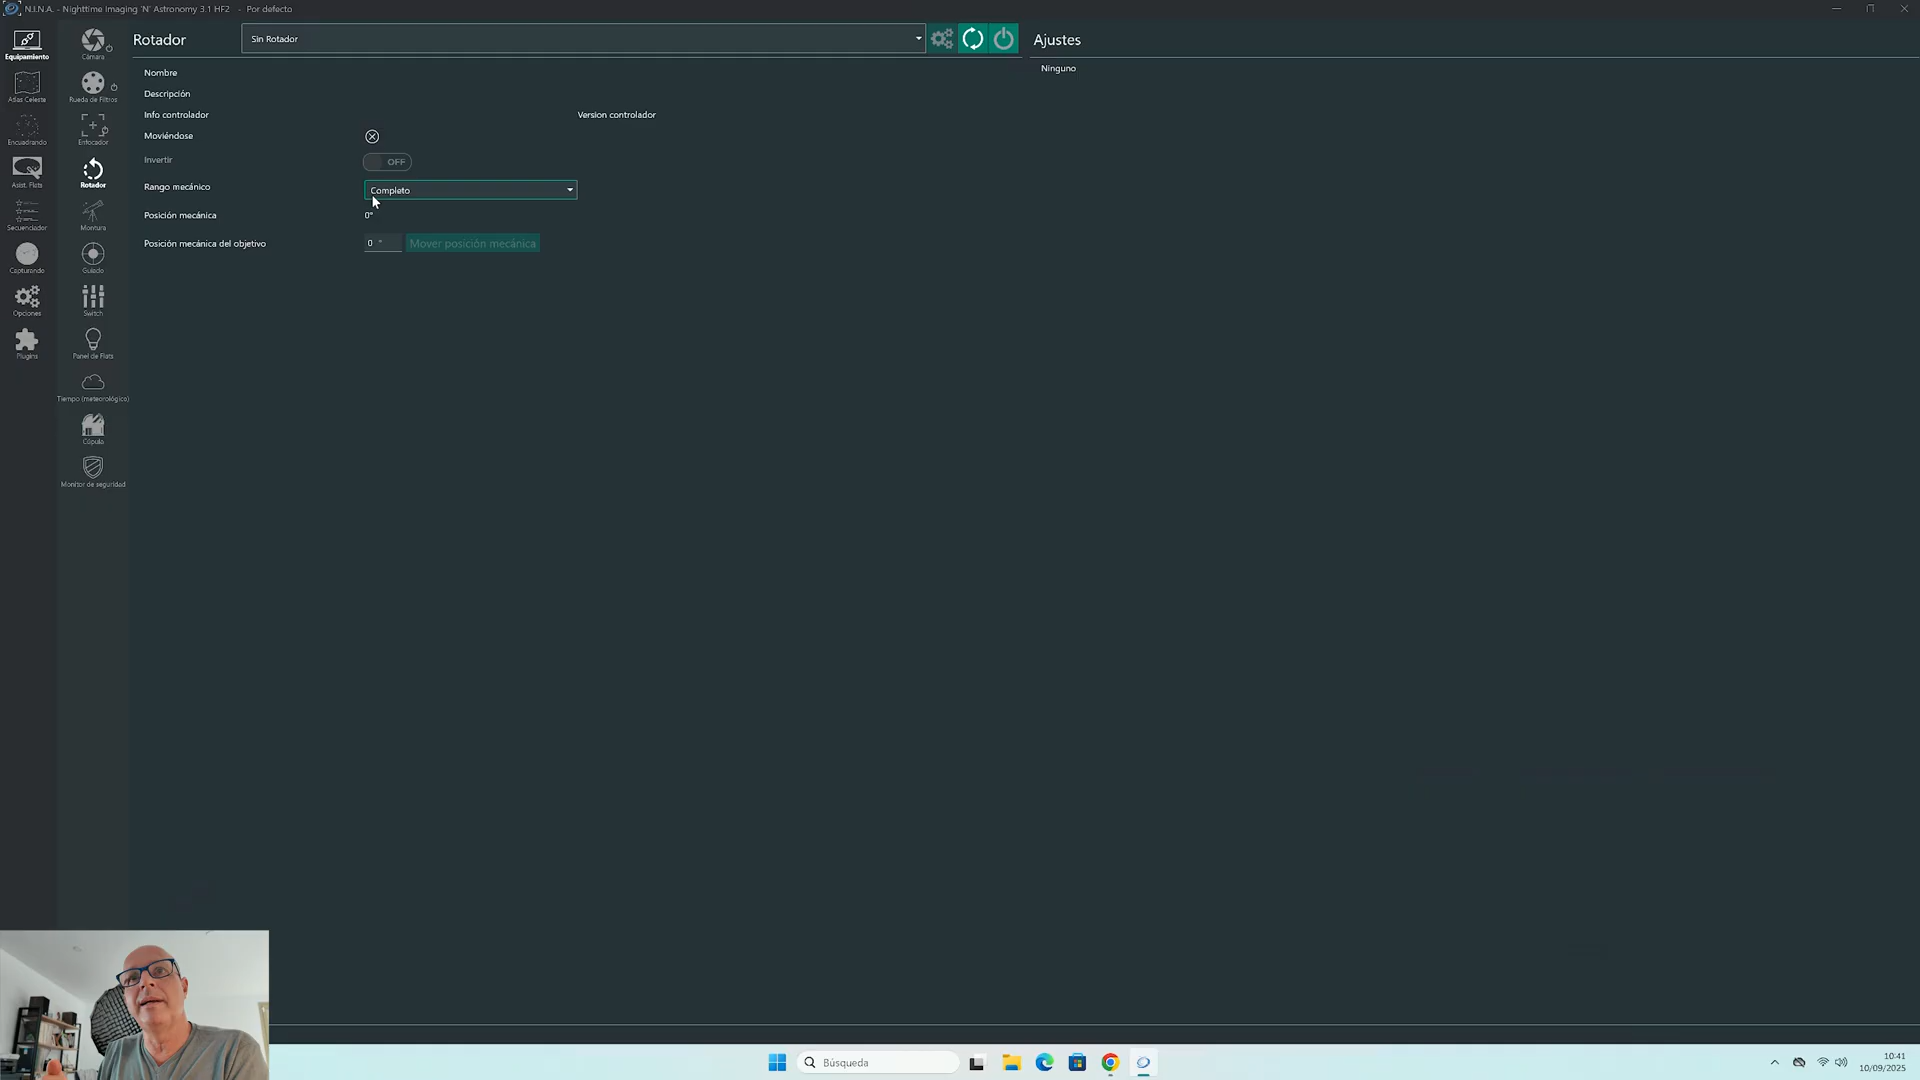 N.I.N.A. - Nighttime Imaging 'N' Astronomy 3.1 HF2 - Por defecto
Equipamiento
Atlas Celeste
Encuadrando
Asist. Flats
Secuenciador
Capturando
Opciones
Plugins
Cámara
Rueda de Filtros
Enfocador
Rotador
Montura
Guiado
Switch
Panel de Flats
Tiempo (meteorológico)
Cúpula
Monitor de seguridad
Rotador
Sin Rotador
Nombre
Descripción
Info controlador
Version controlador
Moviéndose
Invertir
OFF
Rango mecánico
Completo
Posición mecánica
0°
Posición mecánica del objetivo
0 °
Mover posición mecánica
Ajustes
Ninguno
Búsqueda
10:41
10/09/2025